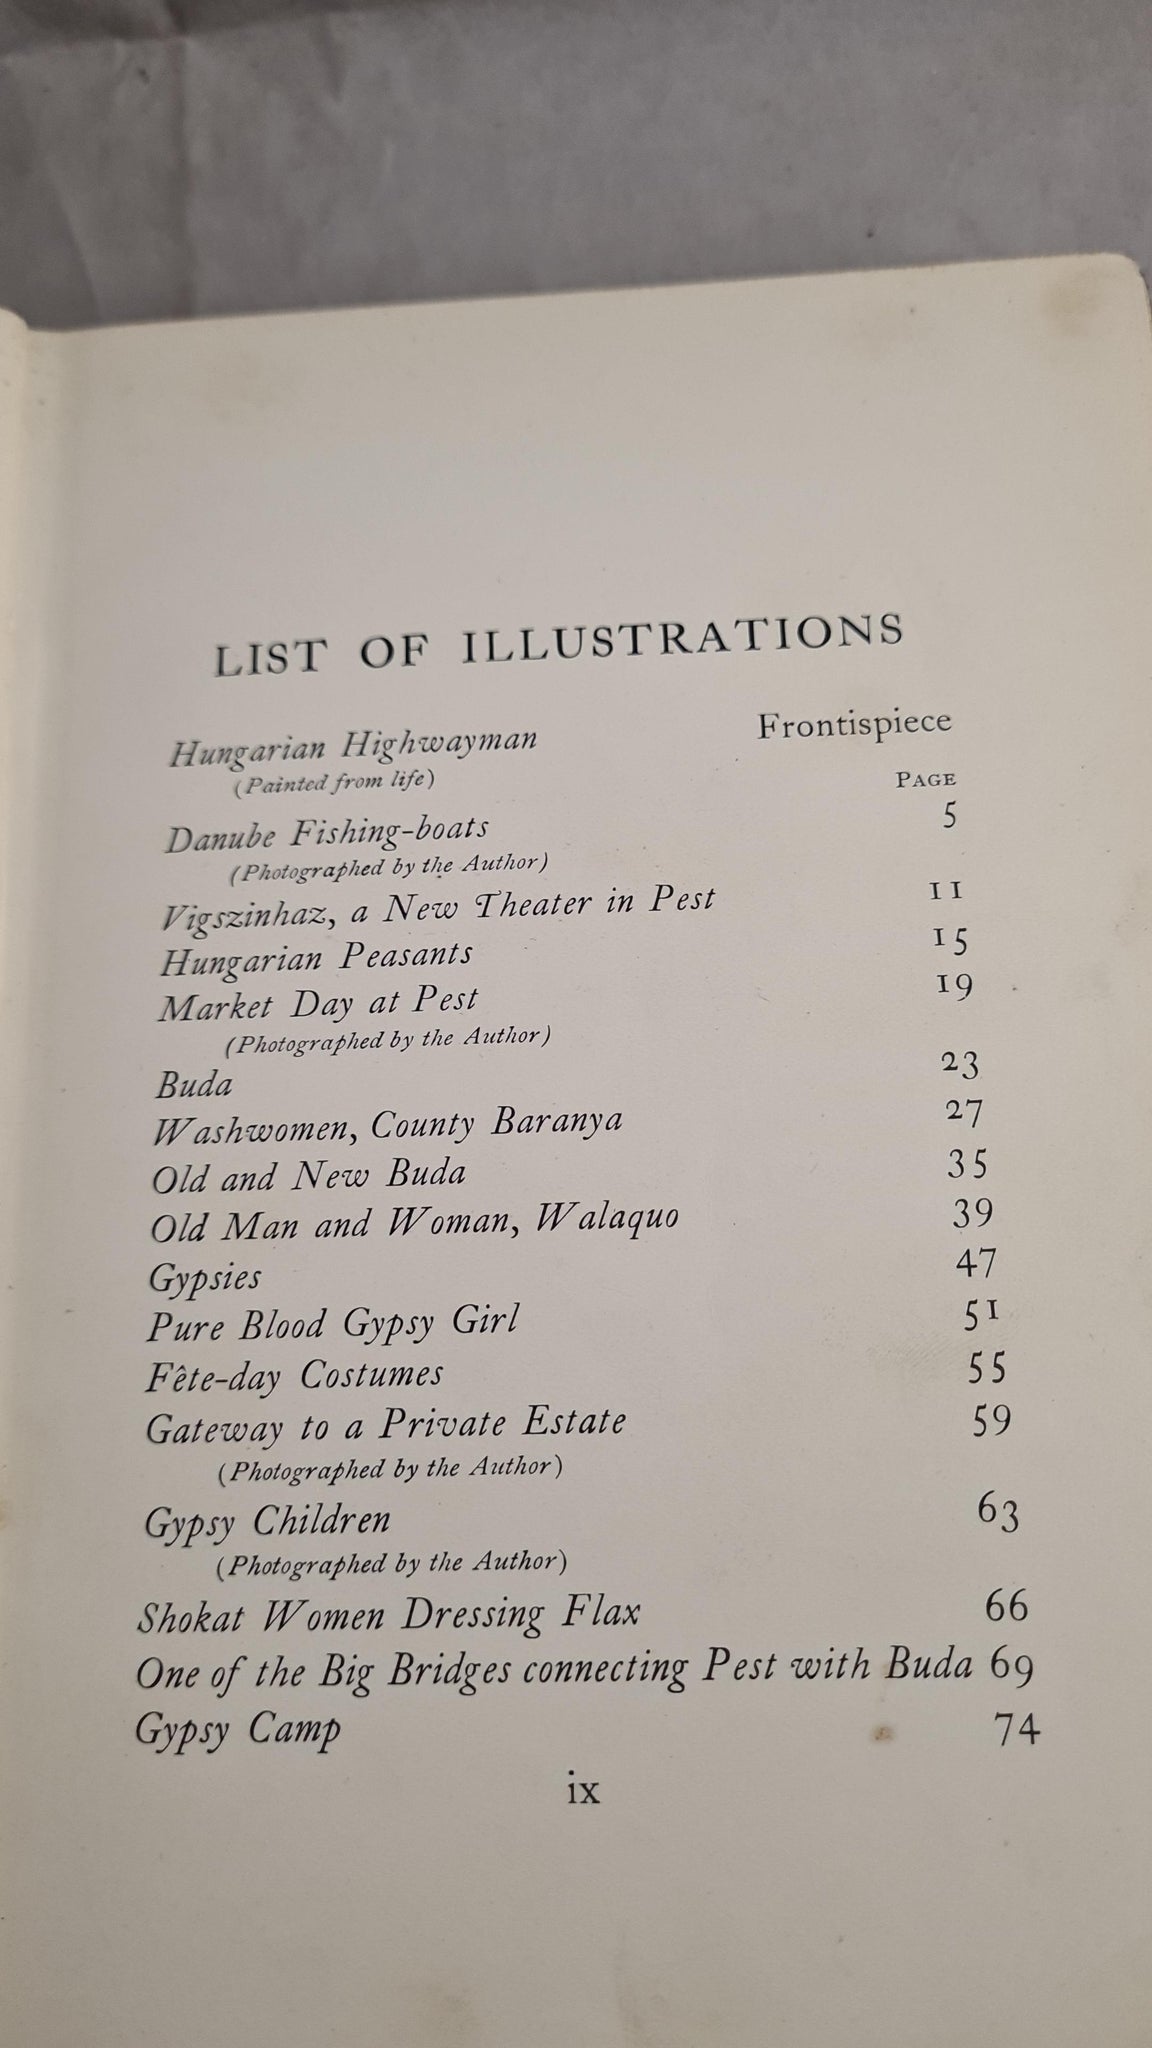 LIST OF ILLUSTRATIONS
Hungarian Highwayman Frontispiece
(Painted from life)
PAGE
Danube Fishing-boats 5
(Photographed by the Author)
Vigszinhaz, a New Theater in Pest 11
Hungarian Peasants 15
Market Day at Pest 19
(Photographed by the Author)
Buda 23
Washwomen, County Baranya 27
Old and New Buda 35
Old Man and Woman, Walaquo 39
Gypsies 47
Pure Blood Gypsy Girl 51
Fête-day Costumes 55
Gateway to a Private Estate 59
(Photographed by the Author)
Gypsy Children 63
(Photographed by the Author)
Shokat Women Dressing Flax 66
One of the Big Bridges connecting Pest with Buda 69
Gypsy Camp 74
ix